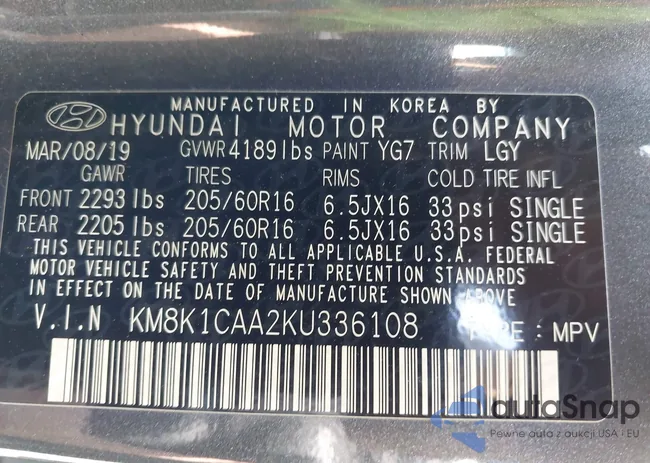 MANUFACTURED IN KOREA BY
HYUNDAI MOTOR COMPANY
MAR/08/19 GVWR 4189lbs PAINT YG7 TRIM LGY
GAWR TIRES RIMS COLD TIRE INFL
FRONT 2293 lbs 205/60R16 6.5JX16 33psi SINGLE
REAR 2205 lbs 205/60R16 6.5JX16 33psi SINGLE
THIS VEHICLE CONFORMS TO ALL APPLICABLE U.S.A. FEDERAL
MOTOR VEHICLE SAFETY AND THEFT PREVENTION STANDARDS
IN EFFECT ON THE DATE OF MANUFACTURE SHOWN ABOVE
V.I.N KM8K1CAA2KU336108 TYPE : MPV
autaSnap
Pewne auta z aukcji USA i EU